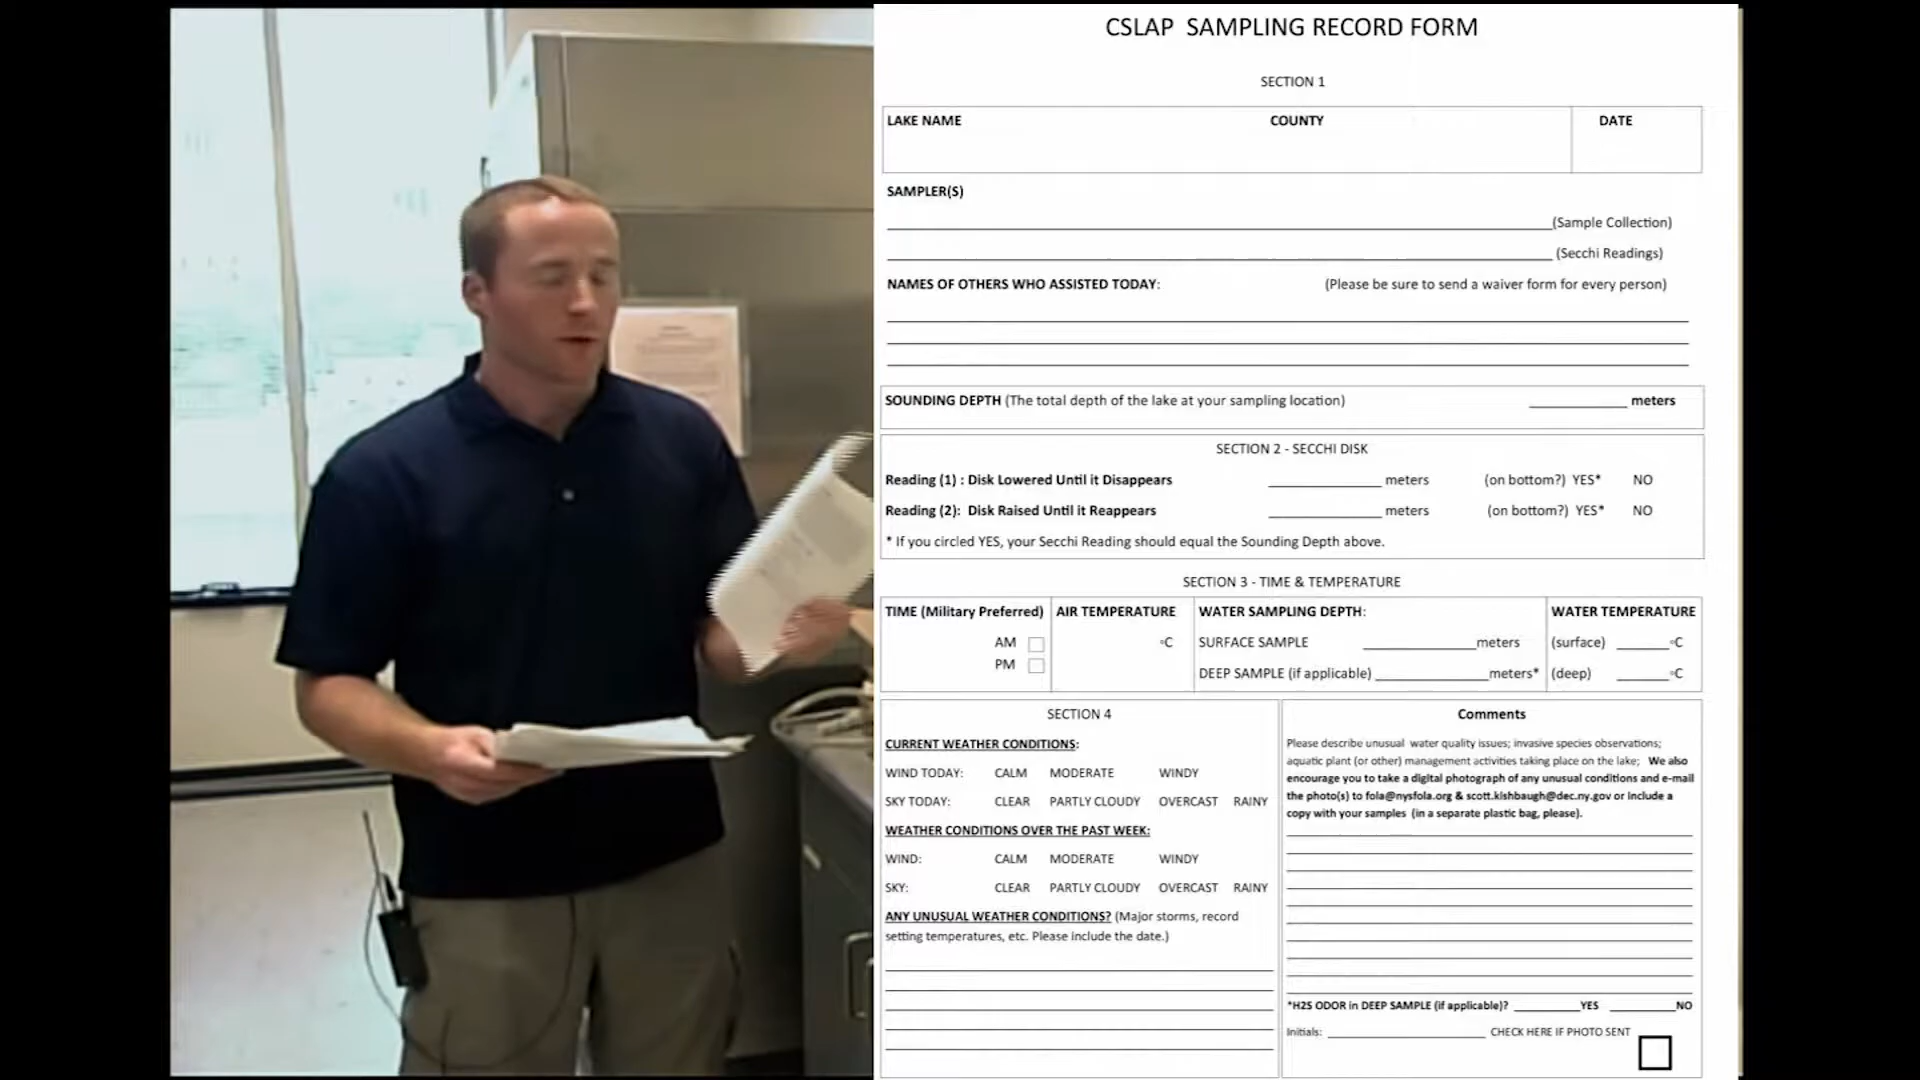 CSLAP SAMPLING RECORD FORM
SECTION 1
LAKE NAME COUNTY DATE
SAMPLER(S)
(Sample Collection)
(Secchi Readings)
NAMES OF OTHERS WHO ASSISTED TODAY: (Please be sure to send a waiver form for every person)
SOUNDING DEPTH (The total depth of the lake at your sampling location) meters
SECTION 2 - SECCHI DISK
Reading (1) : Disk Lowered Until it Disappears meters (on bottom?) YES* NO
Reading (2): Disk Raised Until it Reappears meters (on bottom?) YES* NO
* If you circled YES, your Secchi Reading should equal the Sounding Depth above.
SECTION 3 - TIME & TEMPERATURE
TIME (Military Preferred) AIR TEMPERATURE WATER SAMPLING DEPTH: WATER TEMPERATURE
AM °C SURFACE SAMPLE meters (surface) °C
PM DEEP SAMPLE (if applicable) meters* (deep) °C
SECTION 4
CURRENT WEATHER CONDITIONS:
WIND TODAY: CALM MODERATE WINDY
SKY TODAY: CLEAR PARTLY CLOUDY OVERCAST RAINY
WEATHER CONDITIONS OVER THE PAST WEEK:
WIND: CALM MODERATE WINDY
SKY: CLEAR PARTLY CLOUDY OVERCAST RAINY
ANY UNUSUAL WEATHER CONDITIONS? (Major storms, record
setting temperatures, etc. Please include the date.)
Comments
Please describe unusual water quality issues; invasive species observations;
aquatic plant (or other) management activities taking place on the lake; We also
encourage you to take a digital photograph of any unusual conditions and e-mail
the photo(s) to fola@nysfola.org & scott.kishbaugh@dec.ny.gov or include a
copy with your samples (in a separate plastic bag, please).
*H2S ODOR in DEEP SAMPLE (if applicable)? YES NO
Initials: CHECK HERE IF PHOTO SENT